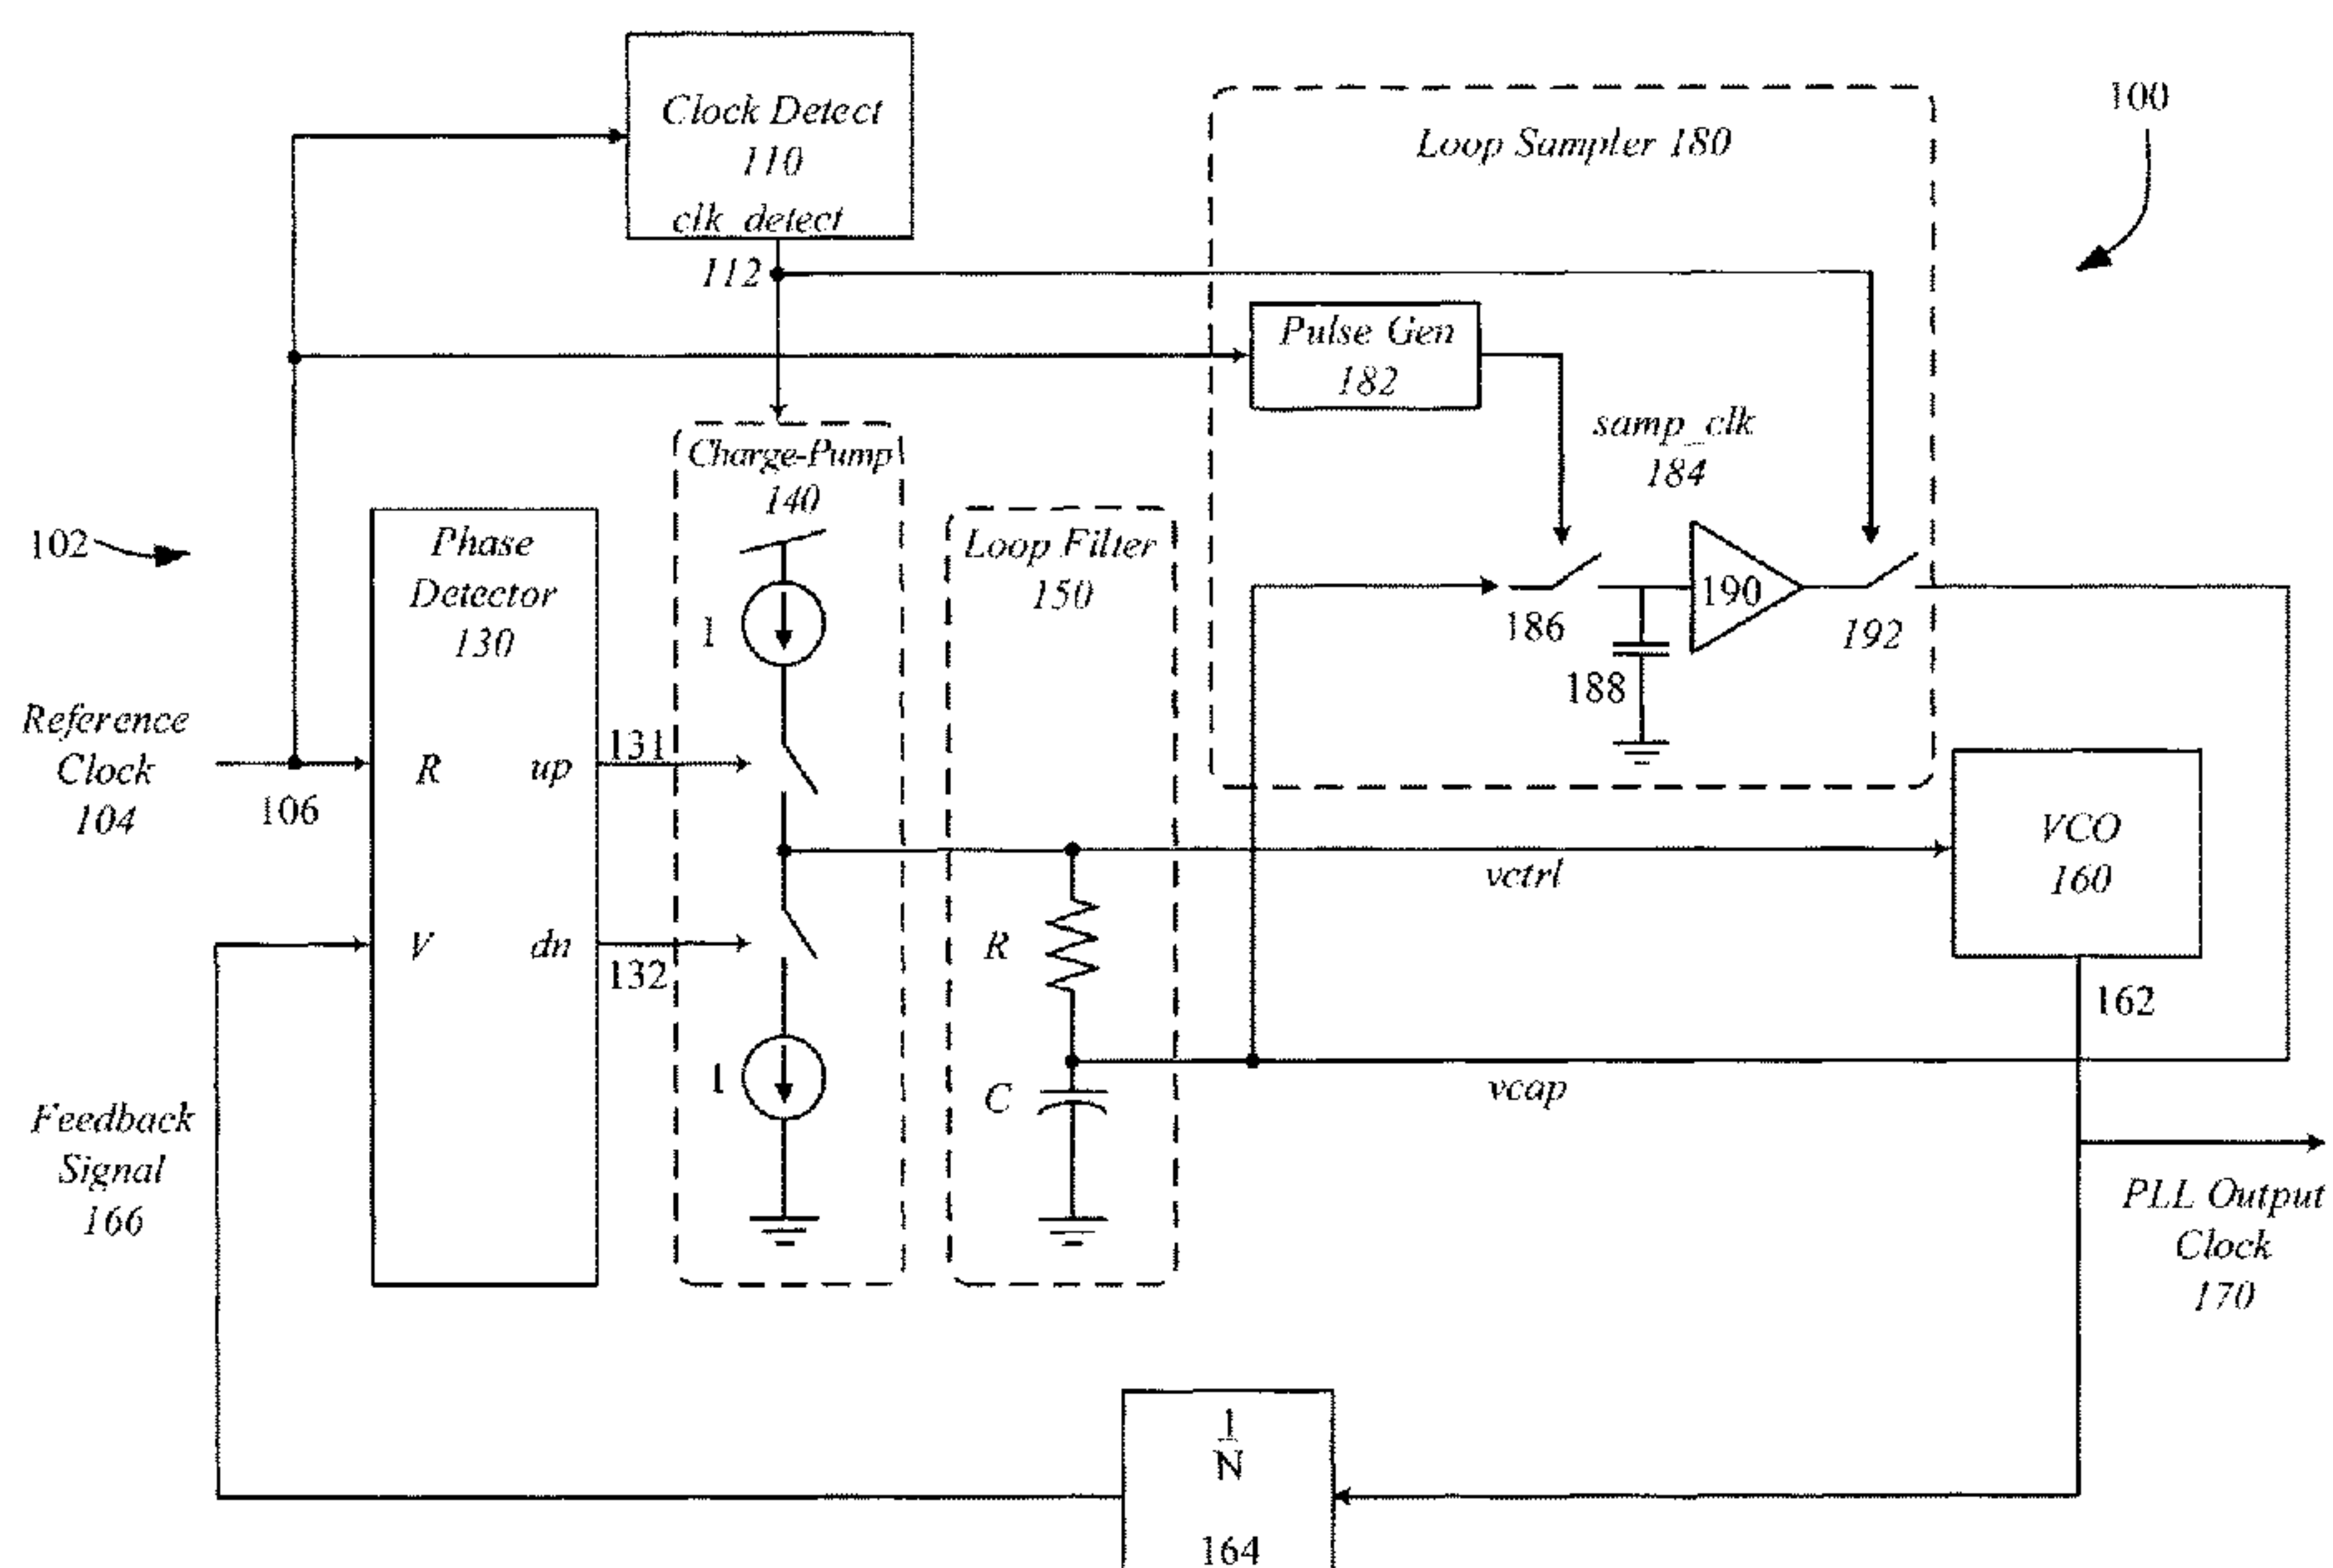 Clock Detect
110
clk_detect
112
Loop Sampler 180
100
Pulse Gen
182
samp_clk
184
186
188
190
192
102
Phase
Detector
130
R
up
V
dn
131
132
Charge-Pump
140
1
1
Loop Filter
150
R
C
Reference
Clock
104
106
vctrl
vcap
VCO
160
162
Feedback
Signal
166
PLL Output
Clock
170
1
N
164